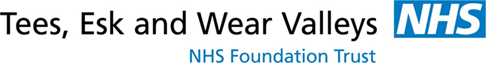 Tees, Esk and Wear Valleys NHS
NHS Foundation Trust